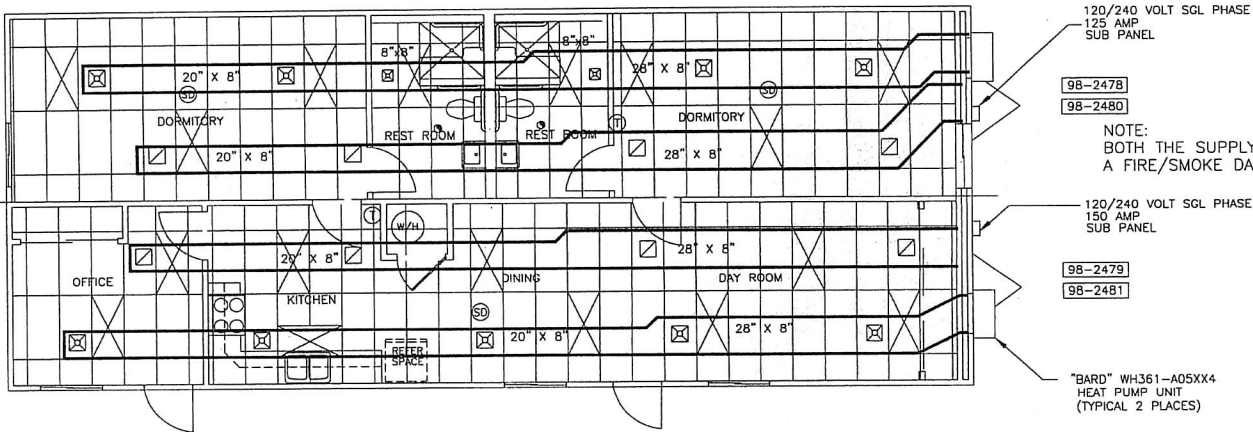 120/240 VOLT SGL PHASE
125 AMP
SUB PANEL
8"x8"
8"x8"
20" X 8"
28" X 8"
SD
SD
98-2478
98-2480
DORMITORY
REST ROOM
REST ROOM
T
DORMITORY
NOTE:
BOTH THE SUPPLY
A FIRE/SMOKE DA
20" X 8"
28" X 8"
120/240 VOLT SGL PHASE
150 AMP
SUB PANEL
T
W/H
20" X 8"
28" X 8"
OFFICE
DINING
DAY ROOM
98-2479
98-2481
KITCHEN
SD
20" X 8"
28" X 8"
REFER
SPACE
"BARD" WH361-A05XX4
HEAT PUMP UNIT
(TYPICAL 2 PLACES)